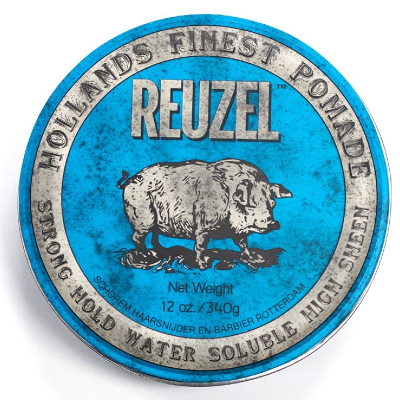 HOLLANDS FINEST POMADE
REUZEL™
Net Weight
12 oz./340g
SCHOREM HAARSNIJDER EN BARBIER ROTTERDAM
STRONG HOLD WATER SOLUBLE HIGH SHEEN